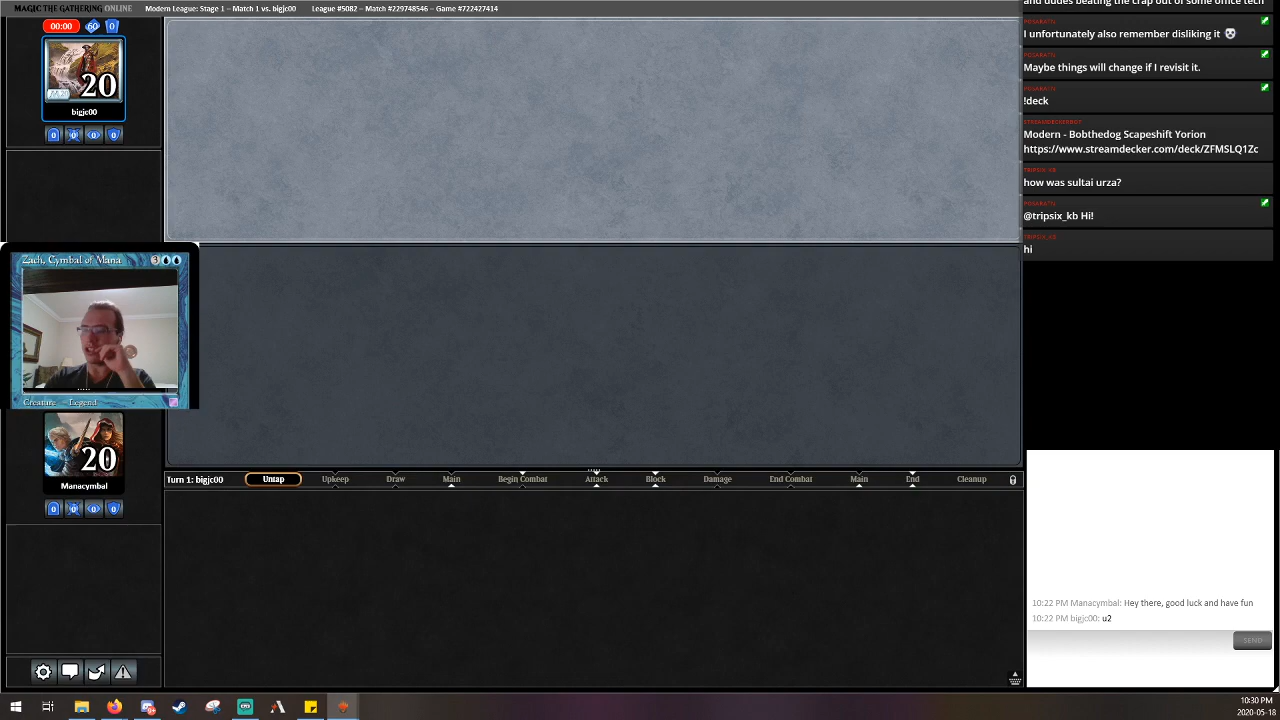 MAGIC THE GATHERING ONLINE Modern League: Stage 1 – Match 1 vs. bigjc00 League #5082 – Match #229748546 – Game #722427414
00:00 60 0
20
bigjc00
0 0 0 0
Zach, Cymbal of Mana 3
Creature – Legend
20
Manacymbal
0 0 0 0
Turn 1: bigjc00 Untap Upkeep Draw Main Begin Combat Attack Block Damage End Combat Main End Cleanup
and dudes beating the crap out of some office tech
POSARATTI
I unfortunately also remember disliking it 💀
Maybe things will change if I revisit it.
!deck
STREAMDECKERBOT
Modern - Bobthedog Scapeshift Yorion
https://www.streamdecker.com/deck/ZFMSLQ1Zc
TRIPSIX_KB
how was sultai urza?
@tripsix_kb Hi!
TRIPSIX_KB
hi
10:22 PM Manacymbal: Hey there, good luck and have fun
10:22 PM bigjc00: u2
SEND
10:30 PM
2020-05-18